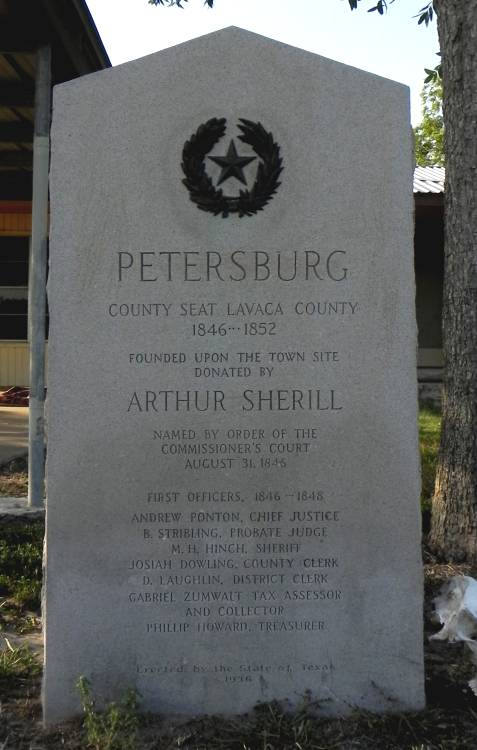 PETERSBURG
COUNTY SEAT LAVACA COUNTY
1846--1852
FOUNDED UPON THE TOWN SITE
DONATED BY
ARTHUR SHERILL
NAMED BY ORDER OF THE
COMMISSIONER'S COURT
AUGUST 31, 1846
FIRST OFFICERS, 1846–1848
ANDREW PONTON, CHIEF JUSTICE
B. STRIBLING, PROBATE JUDGE
M. H. HINCH, SHERIFF
JOSIAH DOWLING, COUNTY CLERK
D. LAUGHLIN, DISTRICT CLERK
GABRIEL ZUMWALT TAX ASSESSOR
AND COLLECTOR
PHILLIP HOWARD, TREASURER
Erected by the State of Texas
1936